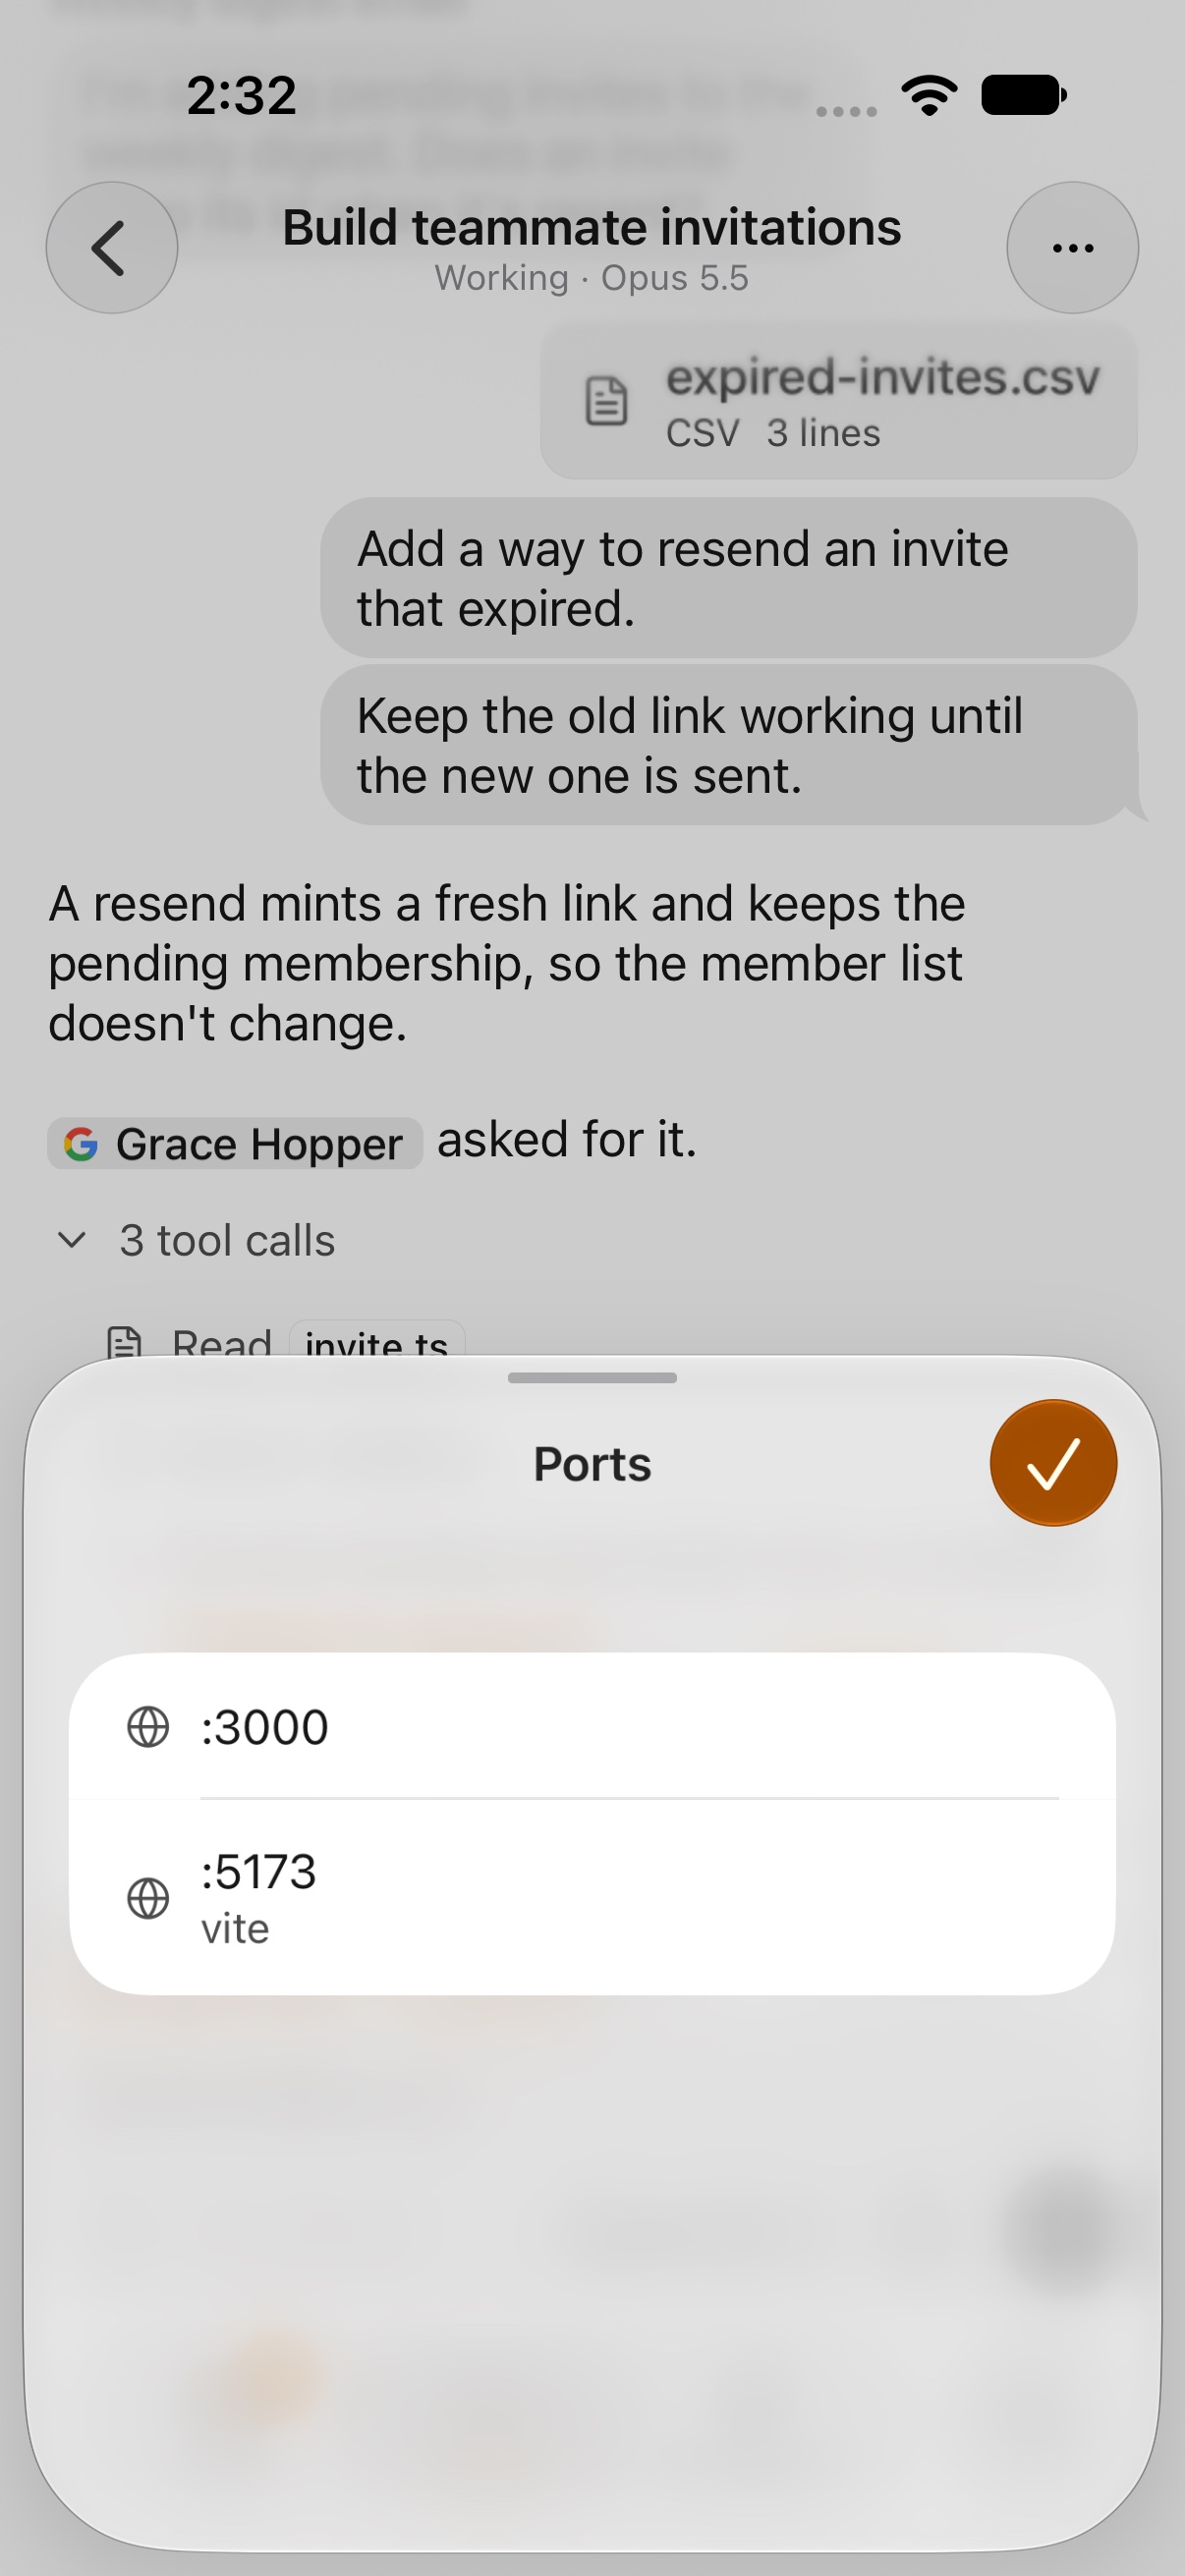 2:32
Build teammate invitations
Working · Opus 5.5
expired-invites.csv
CSV 3 lines
Add a way to resend an invite
that expired.
Keep the old link working until
the new one is sent.
A resend mints a fresh link and keeps the
pending membership, so the member list
doesn't change.
Grace Hopper asked for it.
3 tool calls
Read invite.ts
Ports
:3000
:5173
vite